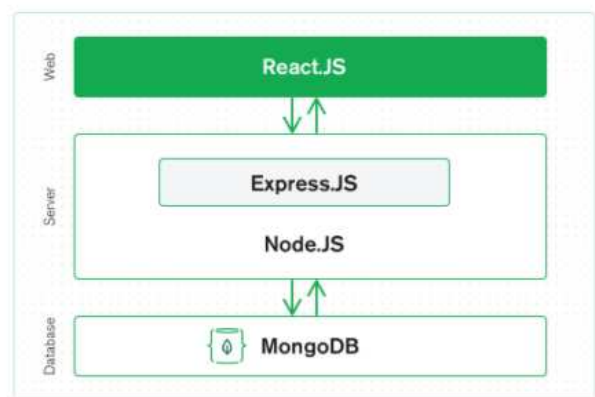 Web
React.JS
Server
Express.JS
Node.JS
Database
MongoDB